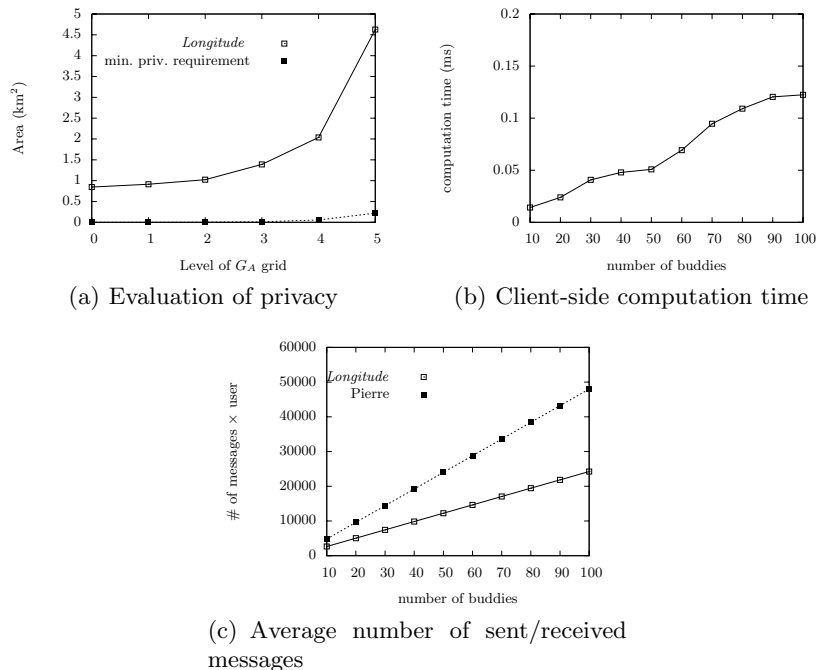 5
4.5
4
3.5
3
2.5
2
1.5
1
0.5
0
Area (km²)
Longitude
min. priv. requirement
0 1 2 3 4 5
Level of G_A grid
(a) Evaluation of privacy
0.2
0.15
0.1
0.05
0
computation time (ms)
10 20 30 40 50 60 70 80 90 100
number of buddies
(b) Client-side computation time
60000
50000
40000
30000
20000
10000
0
# of messages × user
Longitude
Pierre
10 20 30 40 50 60 70 80 90 100
number of buddies
(c) Average number of sent/received
messages